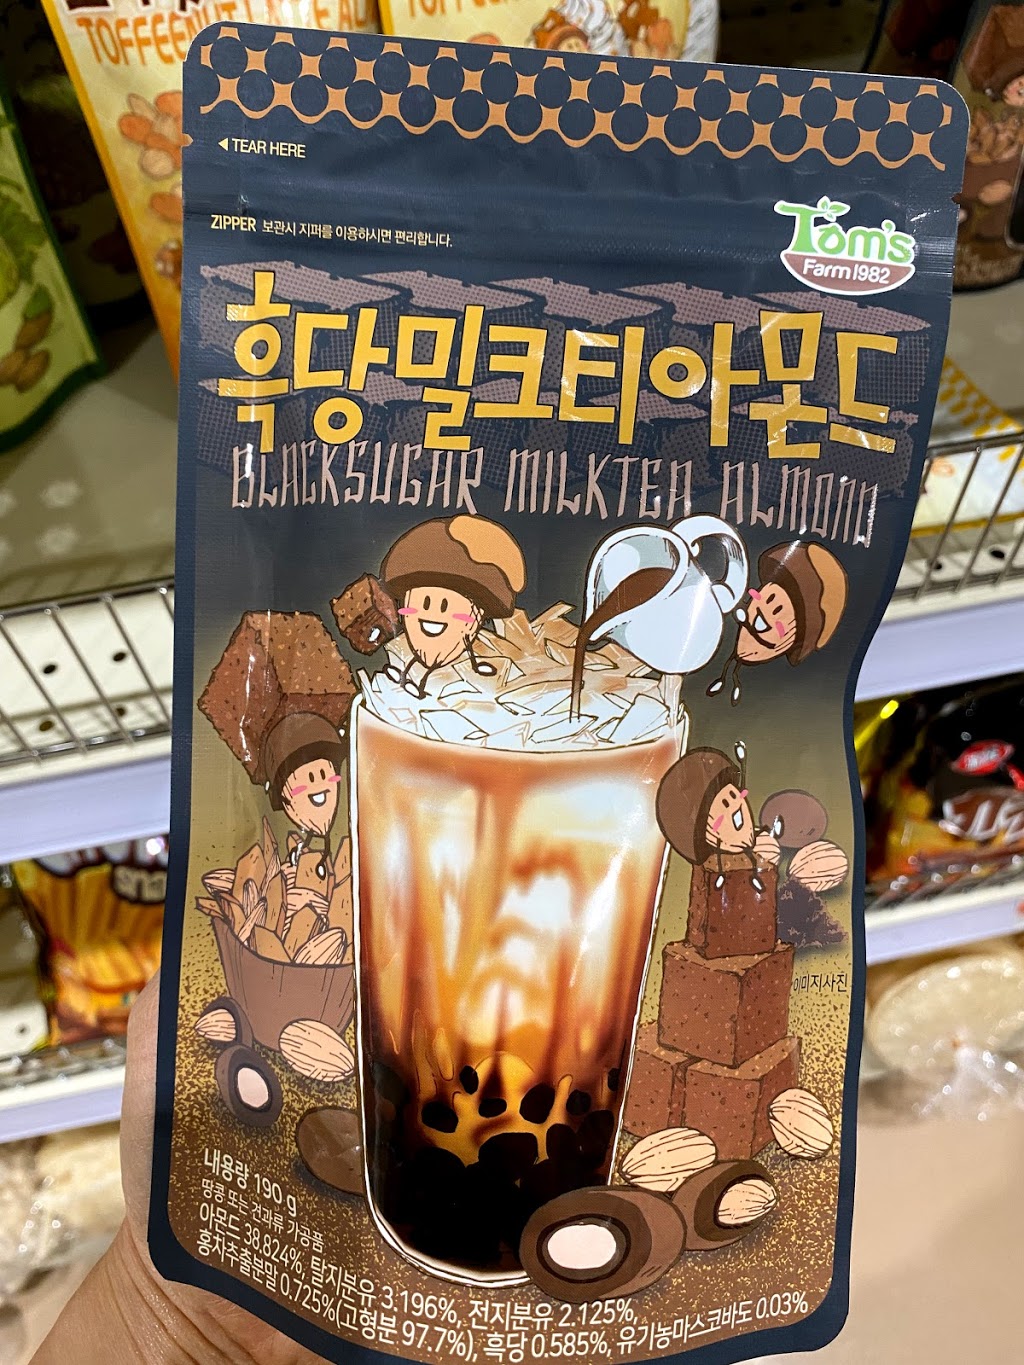 TOFFEENUT LATTE AL
◀ TEAR HERE
ZIPPER 보관시 지퍼를 이용하시면 편리합니다.
Tom's
Farm 1982
흑당밀크티아몬드
BLACKSUGAR MILKTEA ALMOND
이미지사진
내용량 190 g
땅콩 또는 견과류 가공품
아몬드 38.824%, 탈지분유 3.196%, 전지분유 2.125%,
홍차추출분말 0.725%(고형분 97.7%), 흑당 0.585%, 유기농마스코바도 0.03%